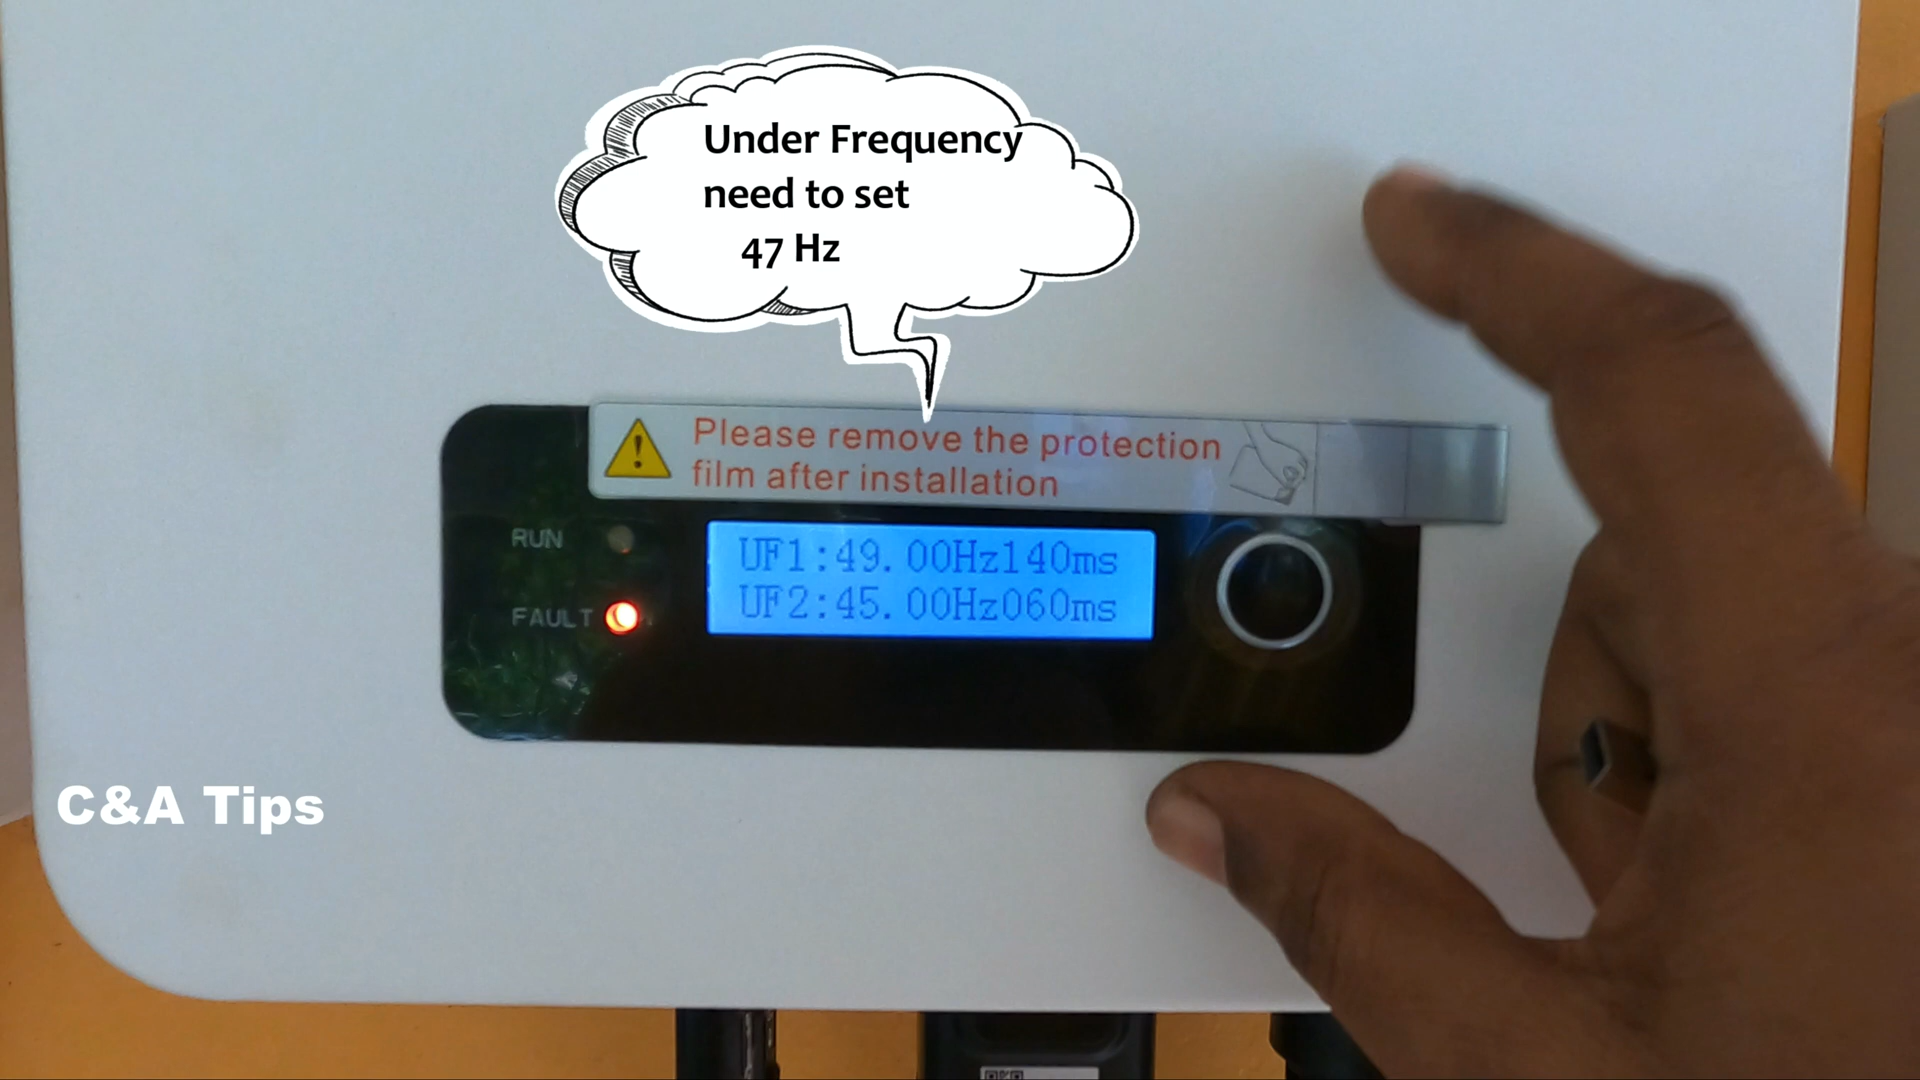 Under Frequency
need to set
47 Hz
Please remove the protection
film after installation
RUN
UF1:49.00Hz140ms
UF2:45.00Hz060ms
FAULT
C&A Tips